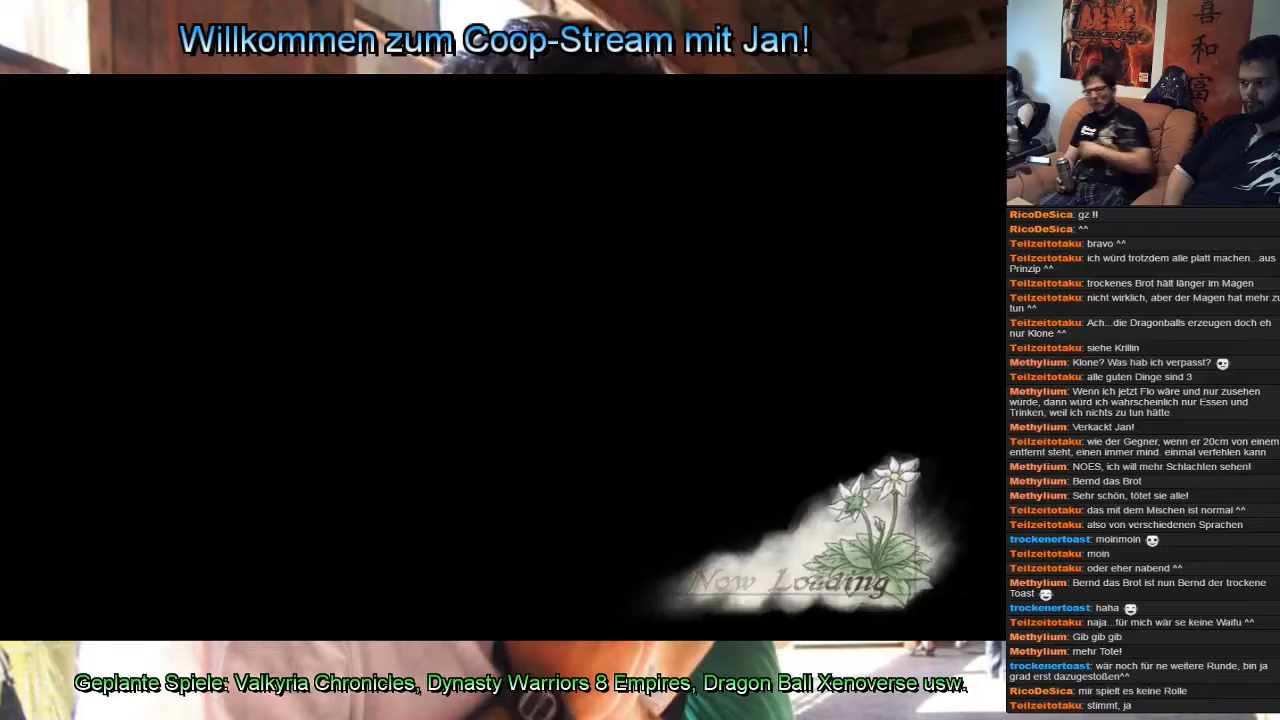 Willkommen zum Coop-Stream mit Jan!
喜
和
富
RicoDeSica: gz !!
RicoDeSica: ^^
Teilzeitotaku: bravo ^^
Teilzeitotaku: ich würd trotzdem alle platt machen...aus
Prinzip ^^
Teilzeitotaku: trockenes Brot hält länger im Magen
Teilzeitotaku: nicht wirklich, aber der Magen hat mehr zu
tun ^^
Teilzeitotaku: Ach...die Dragonballs erzeugen doch eh
nur Klone ^^
Teilzeitotaku: siehe Krillin
Methylium: Klone? Was hab ich verpasst?
Teilzeitotaku: alle guten Dinge sind 3
Methylium: Wenn ich jetzt Flo wäre und nur zusehen
würde, dann würd ich wahrscheinlich nur Essen und
Trinken, weil ich nichts zu tun hätte
Methylium: Verkackt Jan!
Teilzeitotaku: wie der Gegner, wenn er 20cm von einem
entfernt steht, einen immer mind. einmal verfehlen kann
Methylium: NOES, ich will mehr Schlachten sehen!
Methylium: Bernd das Brot
Methylium: Sehr schön, tötet sie alle!
Teilzeitotaku: das mit dem Mischen ist normal ^^
Teilzeitotaku: also von verschiedenen Sprachen
trockenertoast: moinmoin
Teilzeitotaku: moin
Teilzeitotaku: oder eher nabend ^^
Methylium: Bernd das Brot ist nun Bernd der trockene
Toast
trockenertoast: haha
Teilzeitotaku: naja...für mich wär se keine Waifu ^^
Methylium: Gib gib gib
Methylium: mehr Tote!
trockenertoast: wär noch für ne weitere Runde, bin ja
grad erst dazugestoßen^^
RicoDeSica: mir spielt es keine Rolle
Teilzeitotaku: stimmt, ja
Now Loading
Geplante Spiele: Valkyria Chronicles, Dynasty Warriors 8 Empires, Dragon Ball Xenoverse usw.